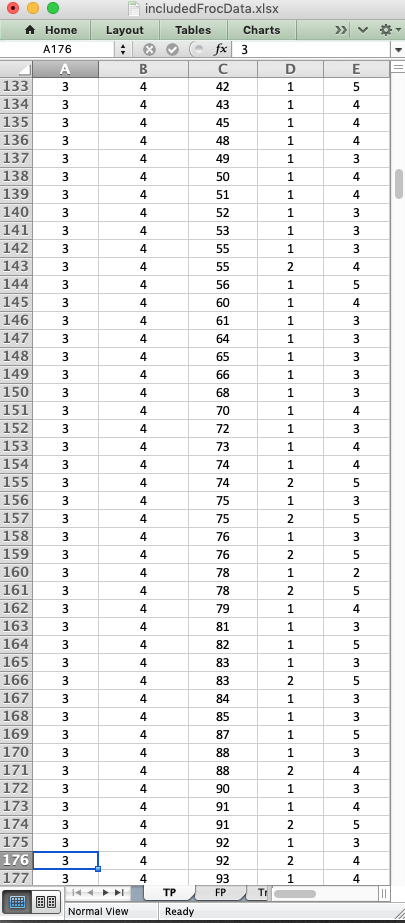 includedFrocData.xlsx
Home Layout Tables Charts
A176 fx 3
A B C D E
133 3 4 42 1 5
134 3 4 43 1 4
135 3 4 45 1 4
136 3 4 48 1 4
137 3 4 49 1 3
138 3 4 50 1 4
139 3 4 51 1 4
140 3 4 52 1 3
141 3 4 53 1 3
142 3 4 55 1 3
143 3 4 55 2 4
144 3 4 56 1 5
145 3 4 60 1 4
146 3 4 61 1 3
147 3 4 64 1 3
148 3 4 65 1 3
149 3 4 66 1 3
150 3 4 68 1 3
151 3 4 70 1 4
152 3 4 72 1 3
153 3 4 73 1 4
154 3 4 74 1 4
155 3 4 74 2 5
156 3 4 75 1 3
157 3 4 75 2 5
158 3 4 76 1 3
159 3 4 76 2 5
160 3 4 78 1 2
161 3 4 78 2 5
162 3 4 79 1 4
163 3 4 81 1 3
164 3 4 82 1 5
165 3 4 83 1 3
166 3 4 83 2 5
167 3 4 84 1 3
168 3 4 85 1 3
169 3 4 87 1 5
170 3 4 88 1 3
171 3 4 88 2 4
172 3 4 90 1 3
173 3 4 91 1 4
174 3 4 91 2 5
175 3 4 92 1 3
176 3 4 92 2 4
177 3 4 93 1 4
TP FP Tr
Normal View Ready